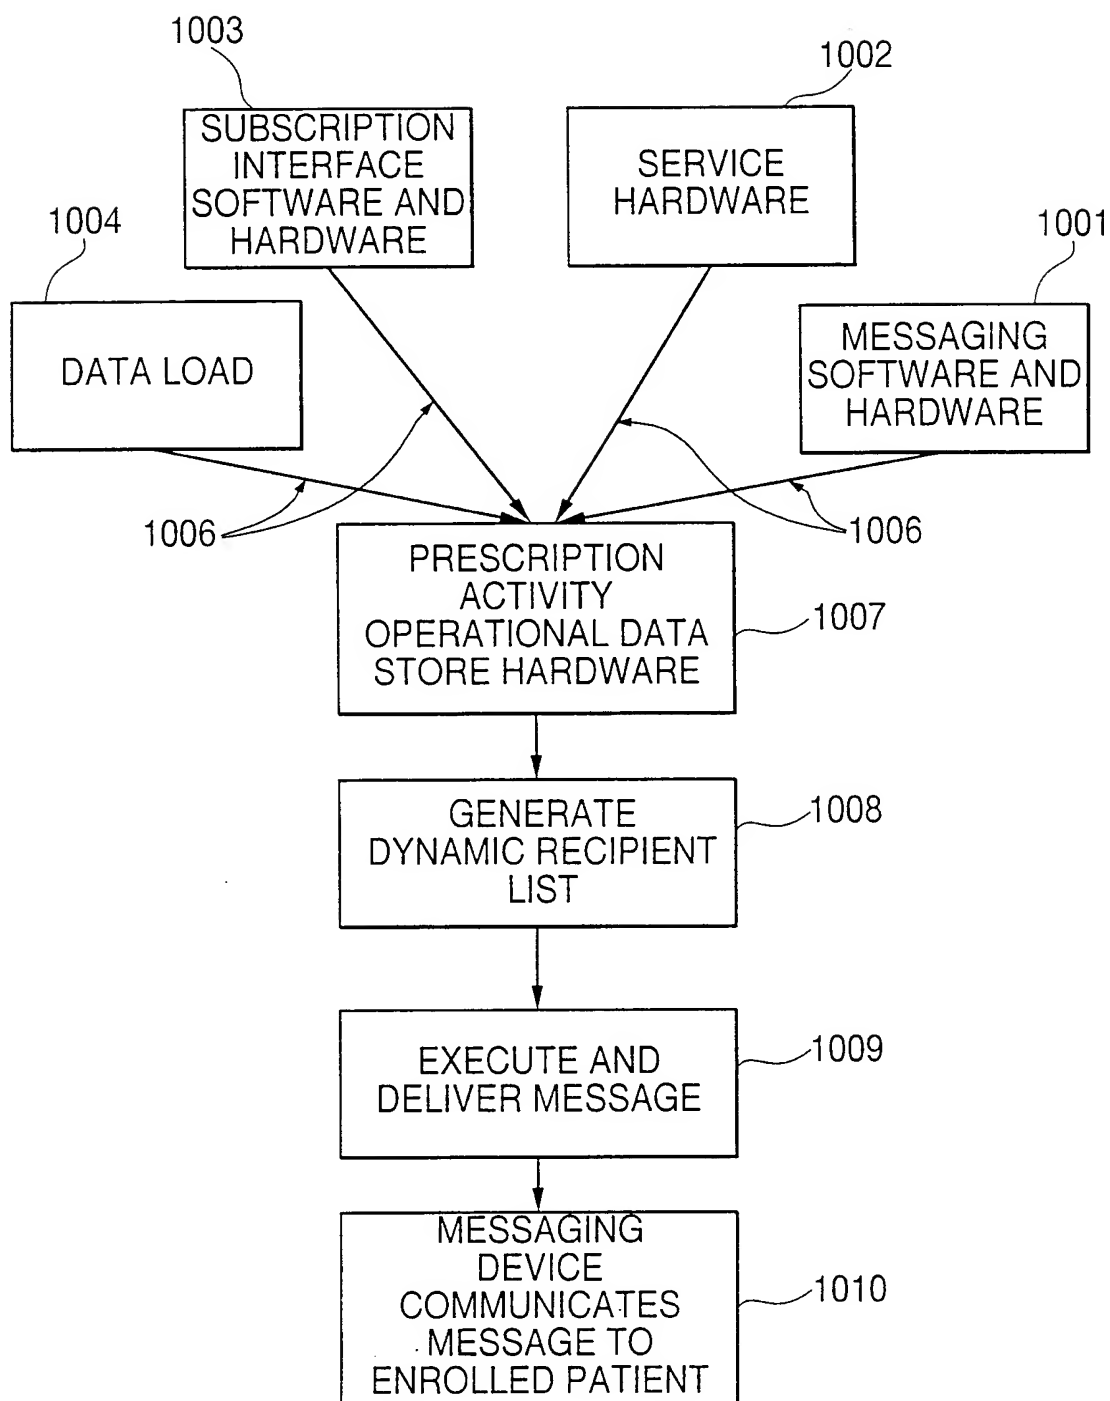 1003
1002
SUBSCRIPTION
INTERFACE
SOFTWARE AND
HARDWARE
SERVICE
HARDWARE
1004
1001
DATA LOAD
MESSAGING
SOFTWARE AND
HARDWARE
1006
1006
PRESCRIPTION
ACTIVITY
OPERATIONAL DATA
STORE HARDWARE
1007
GENERATE
DYNAMIC RECIPIENT
LIST
1008
EXECUTE AND
DELIVER MESSAGE
1009
MESSAGING
DEVICE
COMMUNICATES
MESSAGE TO
ENROLLED PATIENT
1010